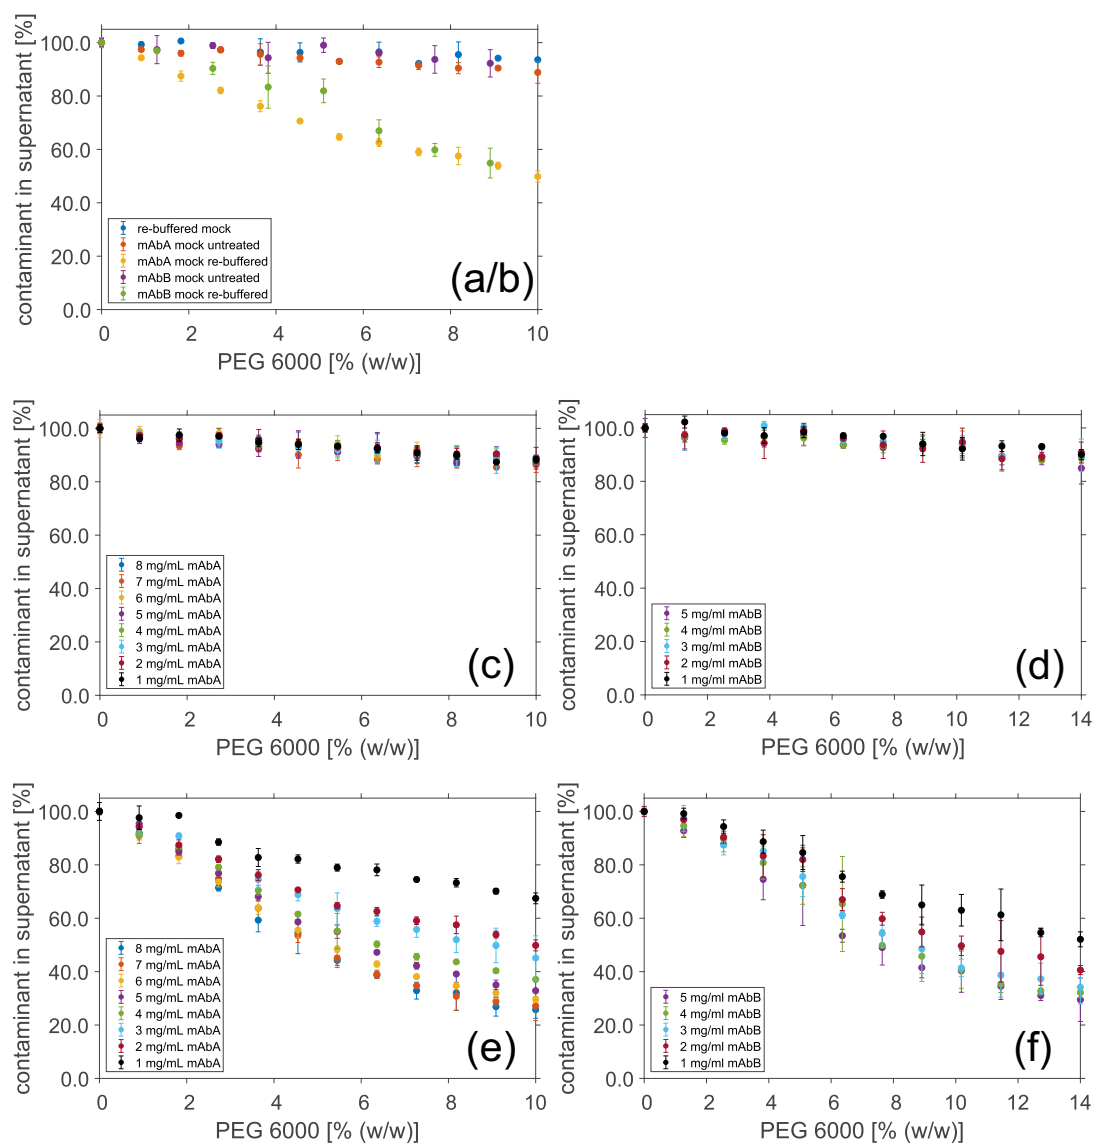 contaminant in supernatant [%]
100.0
80.0
60.0
40.0
20.0
0.0
re-buffered mock
mAbA mock untreated
mAbA mock re-buffered
mAbB mock untreated
mAbB mock re-buffered
(a/b)
0 2 4 6 8 10
PEG 6000 [% (w/w)]
contaminant in supernatant [%]
100.0
80.0
60.0
40.0
20.0
0.0
8 mg/mL mAbA
7 mg/mL mAbA
6 mg/mL mAbA
5 mg/mL mAbA
4 mg/mL mAbA
3 mg/mL mAbA
2 mg/mL mAbA
1 mg/mL mAbA
(c)
0 2 4 6 8 10
PEG 6000 [% (w/w)]
contaminant in supernatant [%]
100.0
80.0
60.0
40.0
20.0
0.0
5 mg/ml mAbB
4 mg/ml mAbB
3 mg/ml mAbB
2 mg/ml mAbB
1 mg/ml mAbB
(d)
0 2 4 6 8 10 12 14
PEG 6000 [% (w/w)]
contaminant in supernatant [%]
100.0
80.0
60.0
40.0
20.0
0.0
8 mg/mL mAbA
7 mg/mL mAbA
6 mg/mL mAbA
5 mg/mL mAbA
4 mg/mL mAbA
3 mg/mL mAbA
2 mg/mL mAbA
1 mg/mL mAbA
(e)
0 2 4 6 8 10
PEG 6000 [% (w/w)]
contaminant in supernatant [%]
100.0
80.0
60.0
40.0
20.0
0.0
5 mg/ml mAbB
4 mg/ml mAbB
3 mg/ml mAbB
2 mg/ml mAbB
1 mg/ml mAbB
(f)
0 2 4 6 8 10 12 14
PEG 6000 [% (w/w)]